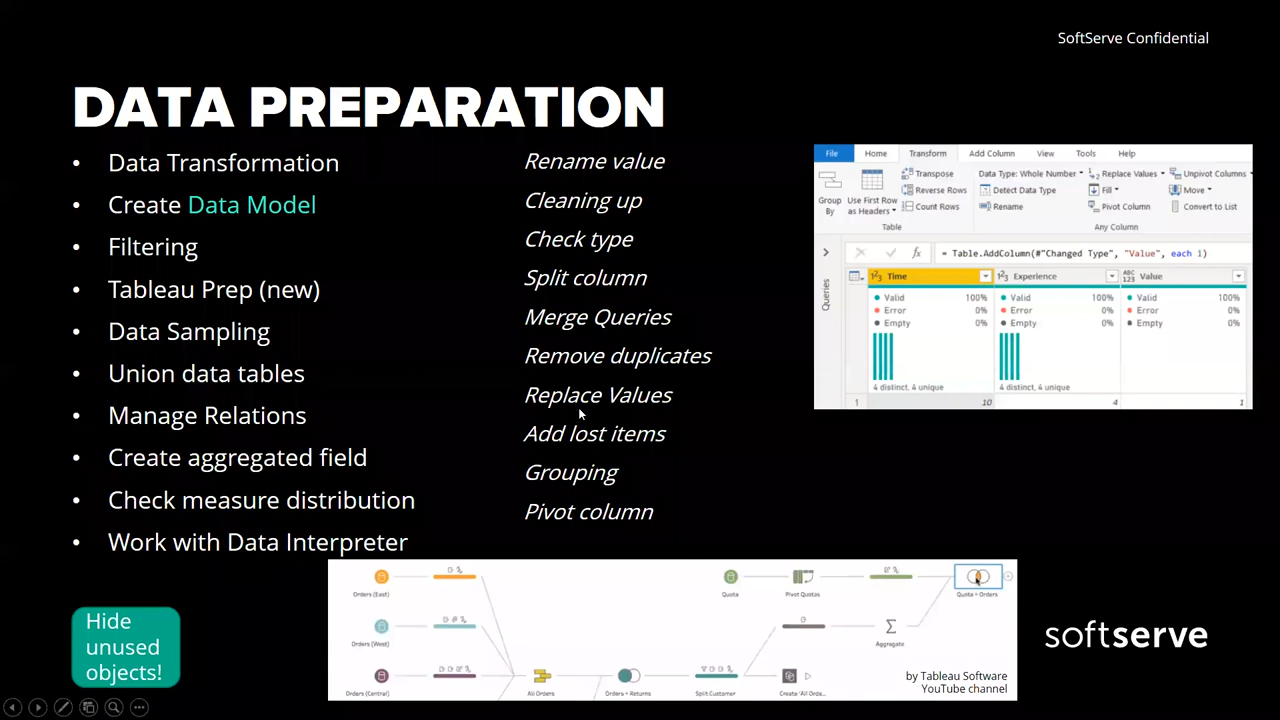 SoftServe Confidential
DATA PREPARATION
• Data Transformation
• Create Data Model
• Filtering
• Tableau Prep (new)
• Data Sampling
• Union data tables
• Manage Relations
• Create aggregated field
• Check measure distribution
• Work with Data Interpreter
Rename value
Cleaning up
Check type
Split column
Merge Queries
Remove duplicates
Replace Values
Add lost items
Grouping
Pivot column
File Home Transform Add Column View Tools Help
Group By
Use First Row as Headers
Transpose
Reverse Rows
Count Rows
Table
Data Type: Whole Number
Detect Data Type
Rename
Replace Values
Fill
Pivot Column
Unpivot Columns
Move
Convert to List
Any Column
fx = Table.AddColumn(#"Changed Type", "Value", each 1)
Queries
123 Time 123 Experience ABC 123 Value
Valid 100% Valid 100% Valid 100%
Error 0% Error 0% Error 0%
Empty 0% Empty 0% Empty 0%
4 distinct, 4 unique 4 distinct, 4 unique
1 10 4 1
Hide
unused
objects!
Orders (East)
Quota
Pivot Quotas
Quota + Orders
Orders (West)
Aggregate
Orders (Central)
All Orders
Orders + Returns
Split Customer
Create 'All Orde...
by Tableau Software
YouTube channel
softserve